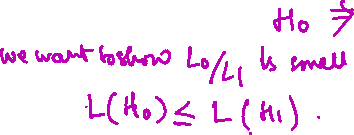 H₀ ⇒
we want to show L₀/L₁ is small
L(H₀) ≤ L(H₁).